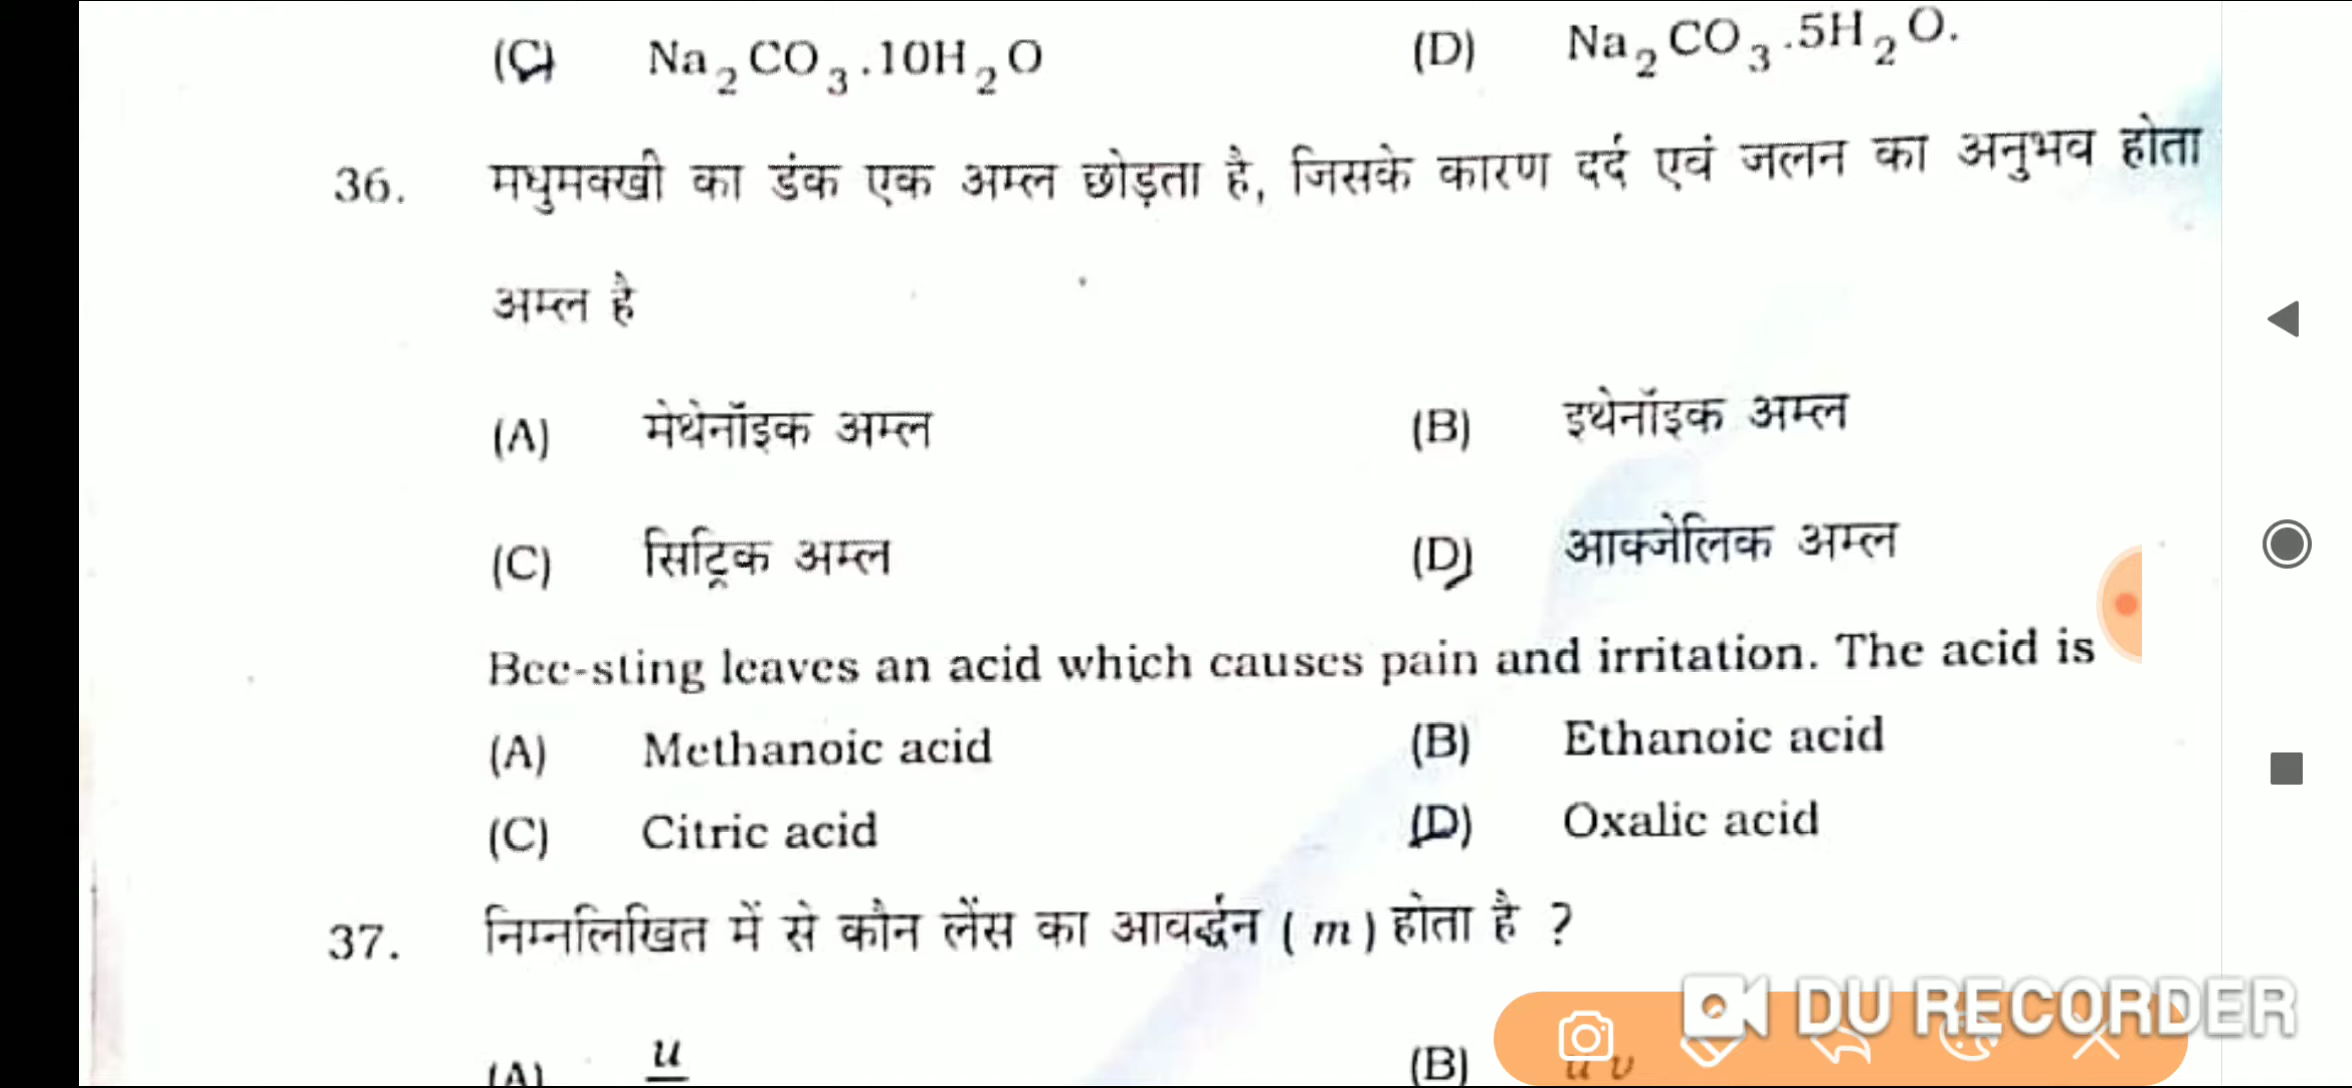 (C) Na₂CO₃.10H₂O (D) Na₂CO₃.5H₂O.
36. मधुमक्खी का डंक एक अम्ल छोड़ता है, जिसके कारण दर्द एवं जलन का अनुभव होता
अम्ल है
(A) मेथेनॉइक अम्ल (B) इथेनॉइक अम्ल
(C) सिट्रिक अम्ल (D) आक्जेलिक अम्ल
Bee-sting leaves an acid which causes pain and irritation. The acid is
(A) Methanoic acid (B) Ethanoic acid
(C) Citric acid (D) Oxalic acid
37. निम्नलिखित में से कौन लेंस का आवर्द्धन ( m ) होता है ?
(A) u (B) u v
DU RECORDER